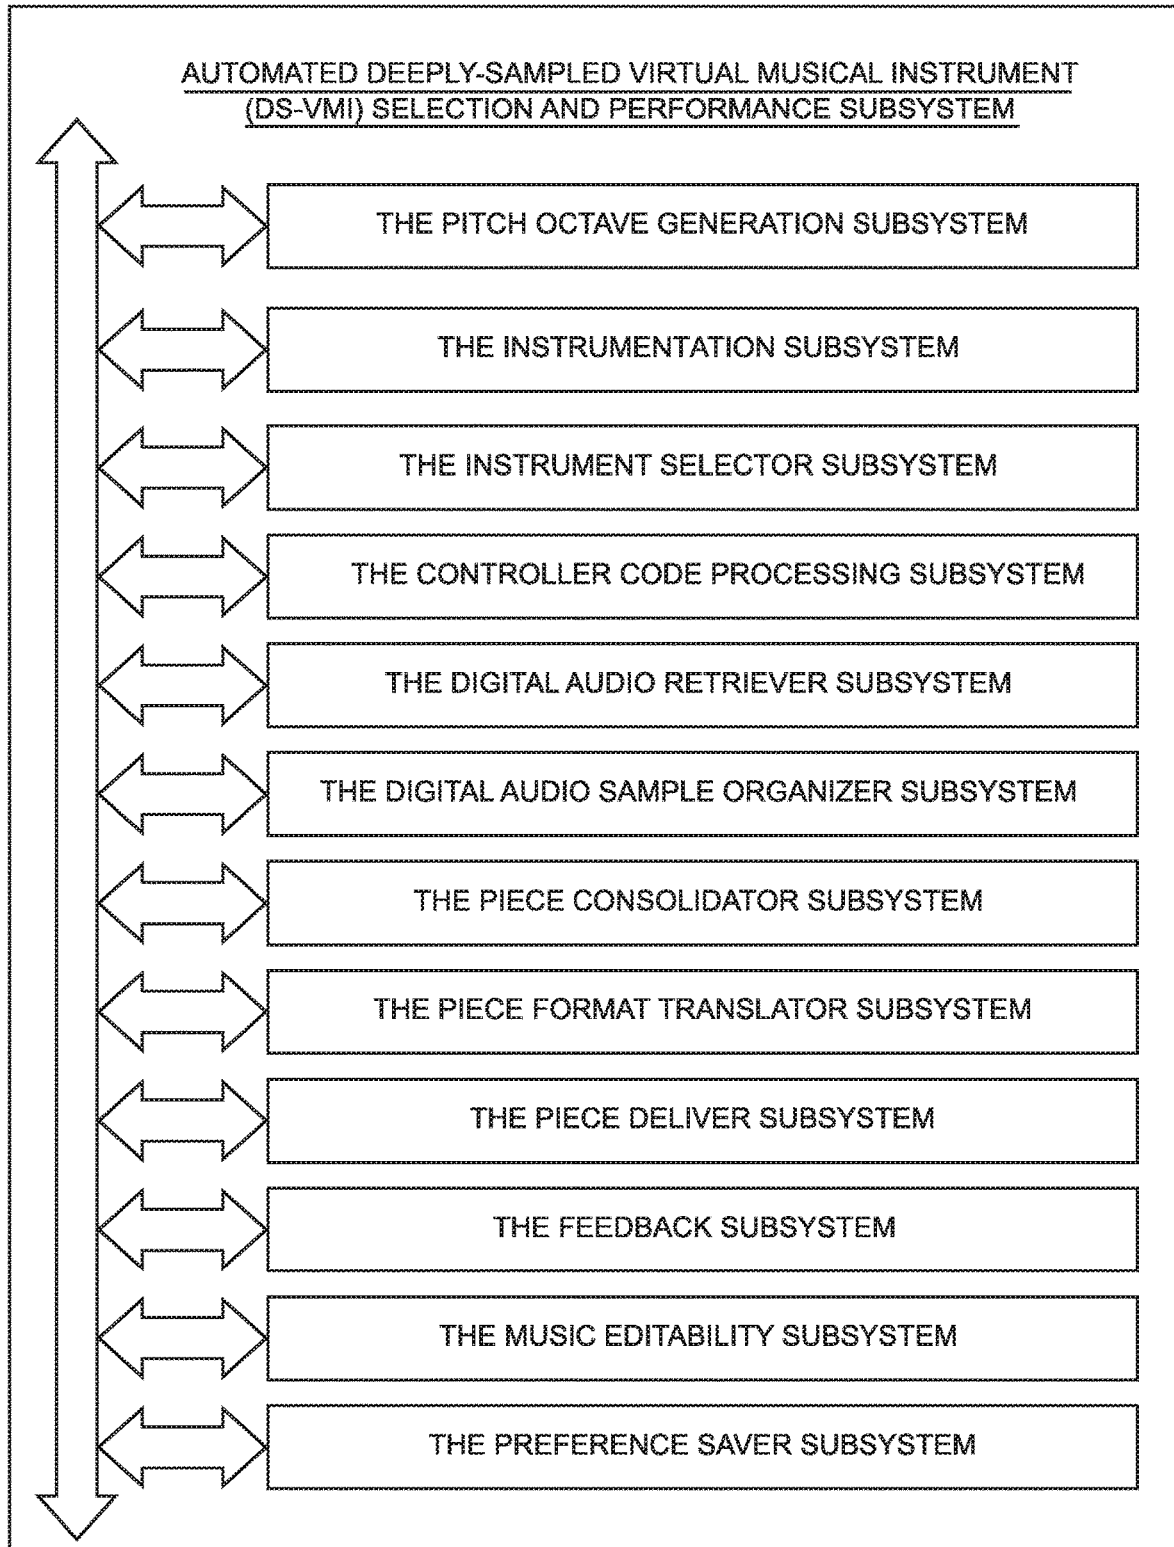 AUTOMATED DEEPLY-SAMPLED VIRTUAL MUSICAL INSTRUMENT
(DS-VMI) SELECTION AND PERFORMANCE SUBSYSTEM
THE PITCH OCTAVE GENERATION SUBSYSTEM
THE INSTRUMENTATION SUBSYSTEM
THE INSTRUMENT SELECTOR SUBSYSTEM
THE CONTROLLER CODE PROCESSING SUBSYSTEM
THE DIGITAL AUDIO RETRIEVER SUBSYSTEM
THE DIGITAL AUDIO SAMPLE ORGANIZER SUBSYSTEM
THE PIECE CONSOLIDATOR SUBSYSTEM
THE PIECE FORMAT TRANSLATOR SUBSYSTEM
THE PIECE DELIVER SUBSYSTEM
THE FEEDBACK SUBSYSTEM
THE MUSIC EDITABILITY SUBSYSTEM
THE PREFERENCE SAVER SUBSYSTEM